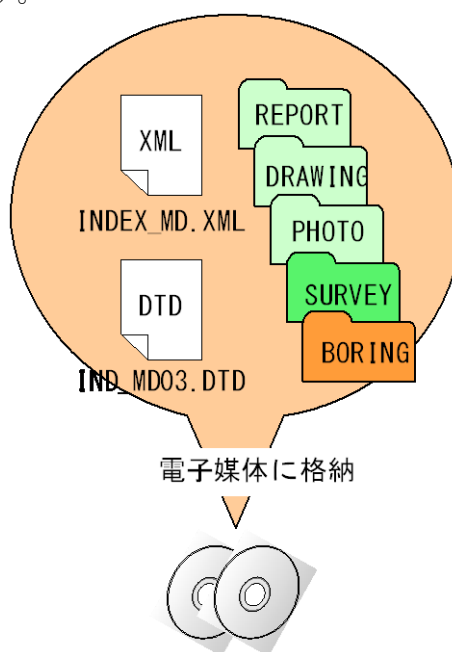 XML
INDEX_MD.XML
DTD
IND_MD03.DTD
REPORT
DRAWING
PHOTO
SURVEY
BORING
電子媒体に格納